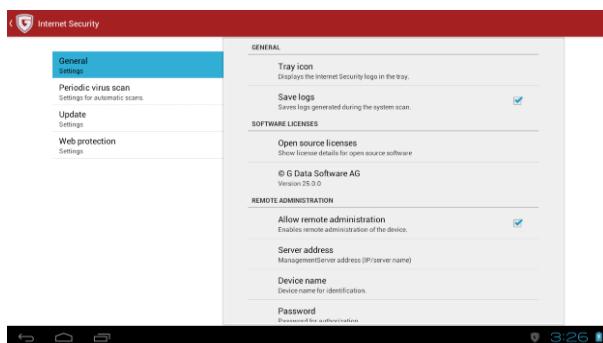 Internet Security
General
Settings
Periodic virus scan
Settings for automatic scans.
Update
Settings
Web protection
Settings
GENERAL
Tray icon
Displays the Internet Security logo in the tray.
Save logs
Saves logs generated during the system scan.
SOFTWARE LICENSES
Open source licenses
Show license details for open source software
© G Data Software AG
Version 25.0.0
REMOTE ADMINISTRATION
Allow remote administration
Enables remote administration of the device.
Server address
ManagementServer address (IP/server name)
Device name
Device name for identification.
Password
Password for authorization
3:26